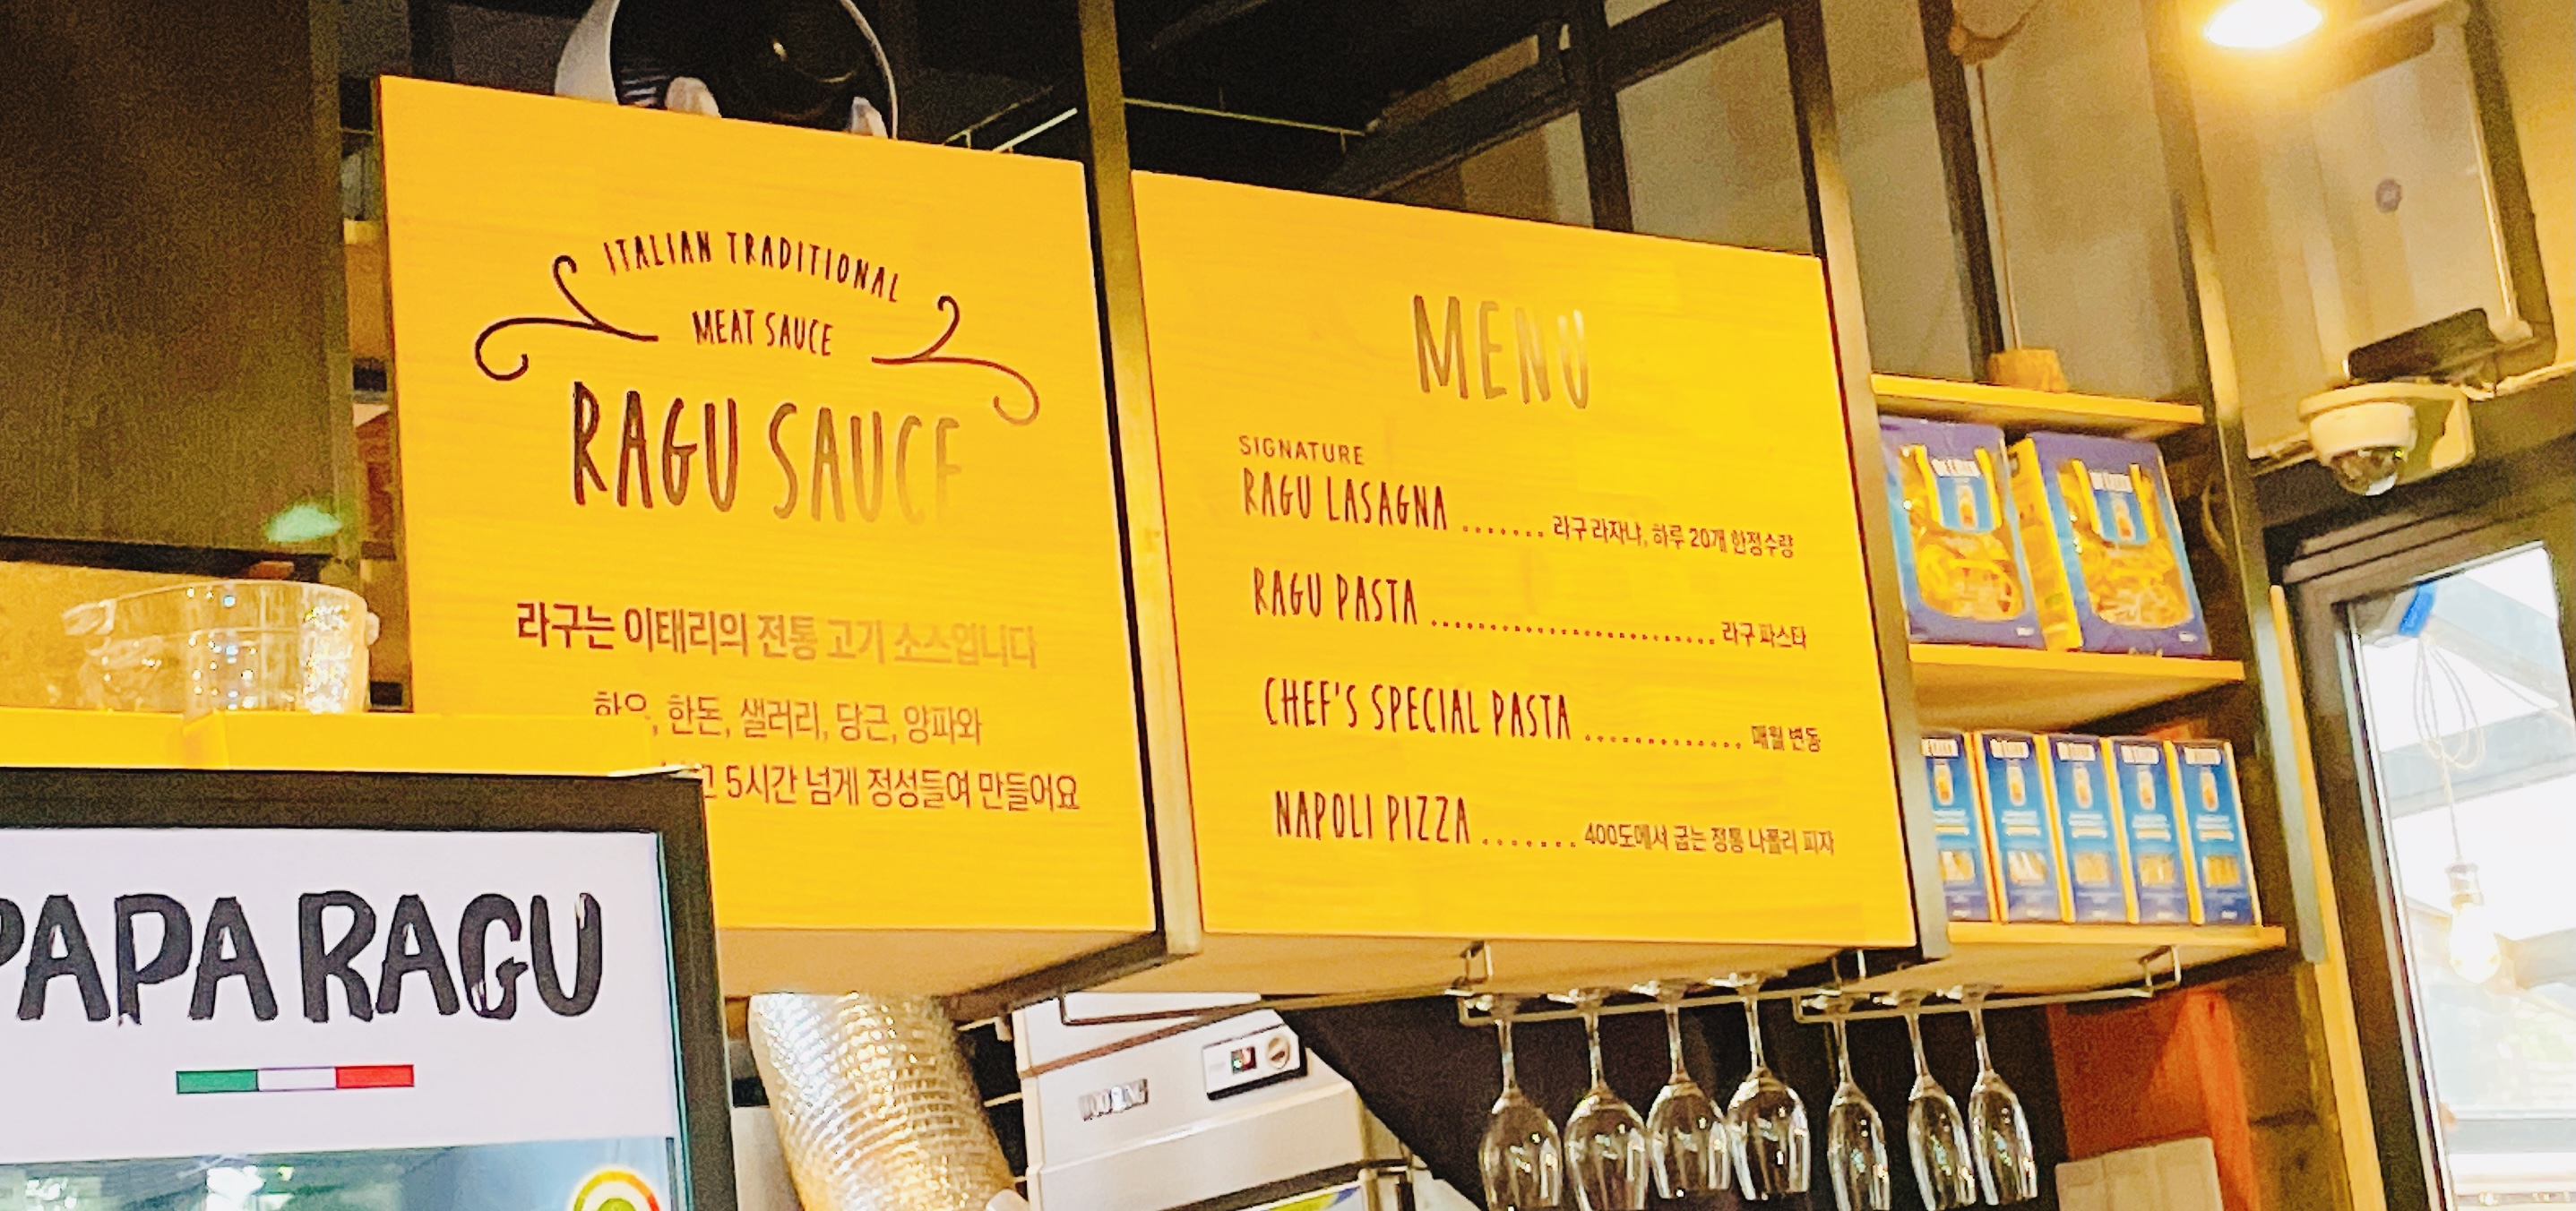 ITALIAN TRADITIONAL
MEAT SAUCE
RAGU SAUCE
라구는 이태리의 전통 고기 소스입니다
한돈, 샐러리, 당근, 양파와
5시간 넘게 정성들여 만들어요
MENU
SIGNATURE
RAGU LASAGNA ....... 라구 라자냐, 하루 20개 한정수량
RAGU PASTA ........................ 라구 파스타
CHEF'S SPECIAL PASTA ............. 매월 변동
NAPOLI PIZZA ....... 400도에서 굽는 정통 나폴리 피자
PAPA RAGU